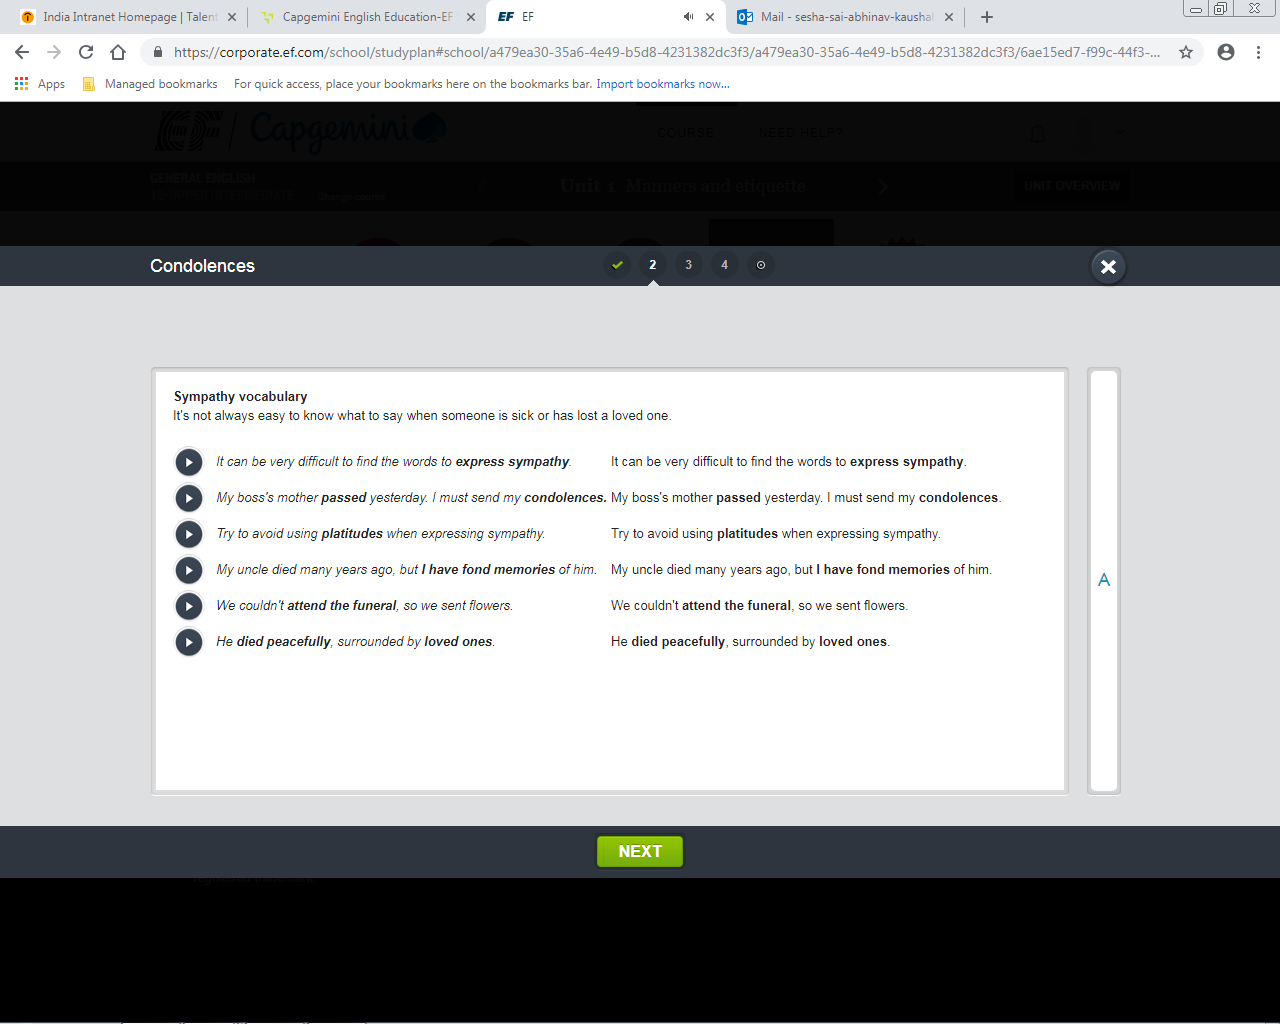 India Intranet Homepage | Talent
Capgemini English Education-EF
EF EF
Mail - sesha-sai-abhinav-kaushal
https://corporate.ef.com/school/studyplan#school/a479ea30-35a6-4e49-b5d8-4231382dc3f3/a479ea30-35a6-4e49-b5d8-4231382dc3f3/6ae15ed7-f99c-44f3-...
Apps Managed bookmarks For quick access, place your bookmarks here on the bookmarks bar. Import bookmarks now...
EF Capgemini COURSE NEED HELP?
GENERAL ENGLISH
Unit 1 Manners and etiquette UNIT OVERVIEW
Change course
Condolences 2 3 4
Sympathy vocabulary
It's not always easy to know what to say when someone is sick or has lost a loved one.
It can be very difficult to find the words to express sympathy. It can be very difficult to find the words to express sympathy.
My boss's mother passed yesterday. I must send my condolences. My boss's mother passed yesterday. I must send my condolences.
Try to avoid using platitudes when expressing sympathy. Try to avoid using platitudes when expressing sympathy.
My uncle died many years ago, but I have fond memories of him. My uncle died many years ago, but I have fond memories of him.
We couldn't attend the funeral, so we sent flowers. We couldn't attend the funeral, so we sent flowers.
He died peacefully, surrounded by loved ones. He died peacefully, surrounded by loved ones.
A
NEXT